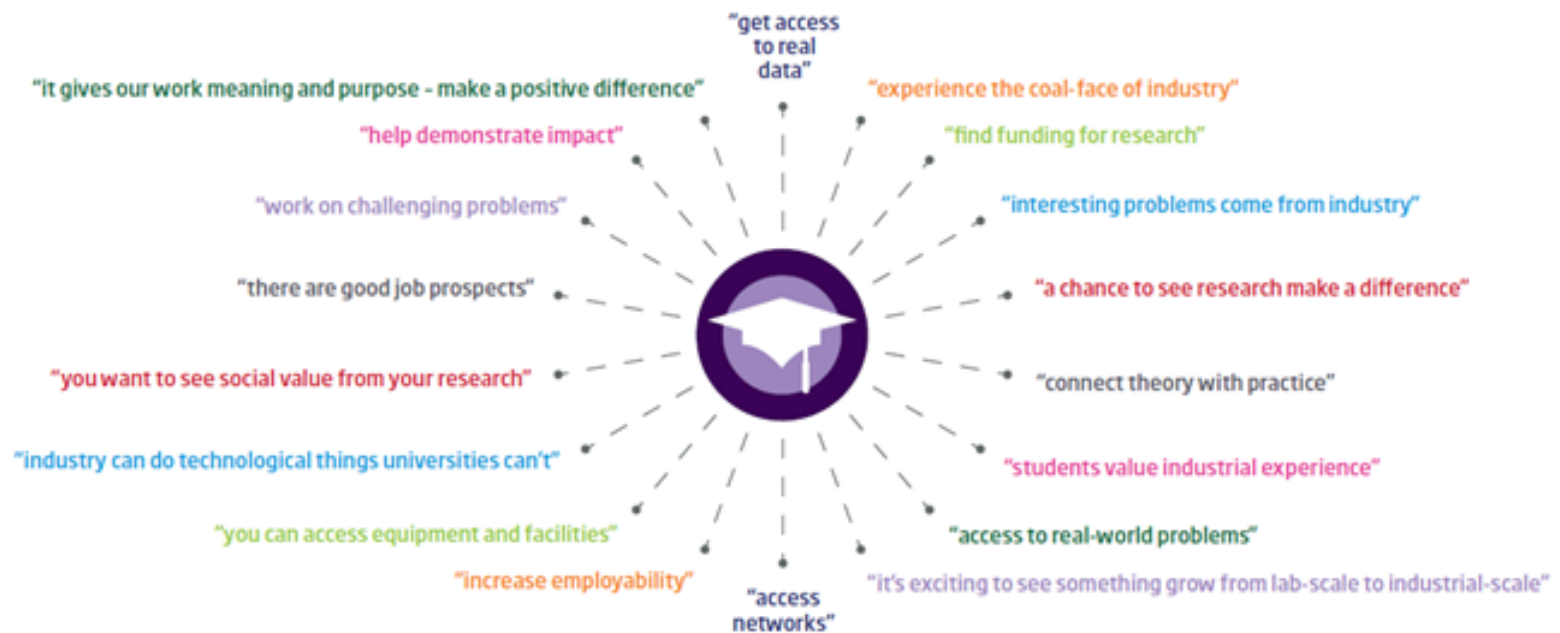 “get access
to real
data”
“it gives our work meaning and purpose - make a positive difference”
“experience the coal-face of industry”
“help demonstrate impact”
“find funding for research”
“work on challenging problems”
“interesting problems come from industry”
“there are good job prospects”
“a chance to see research make a difference”
“you want to see social value from your research”
“connect theory with practice”
“industry can do technological things universities can’t”
“students value industrial experience”
“you can access equipment and facilities”
“access to real-world problems”
“increase employability”
“it’s exciting to see something grow from lab-scale to industrial-scale”
“access
networks”